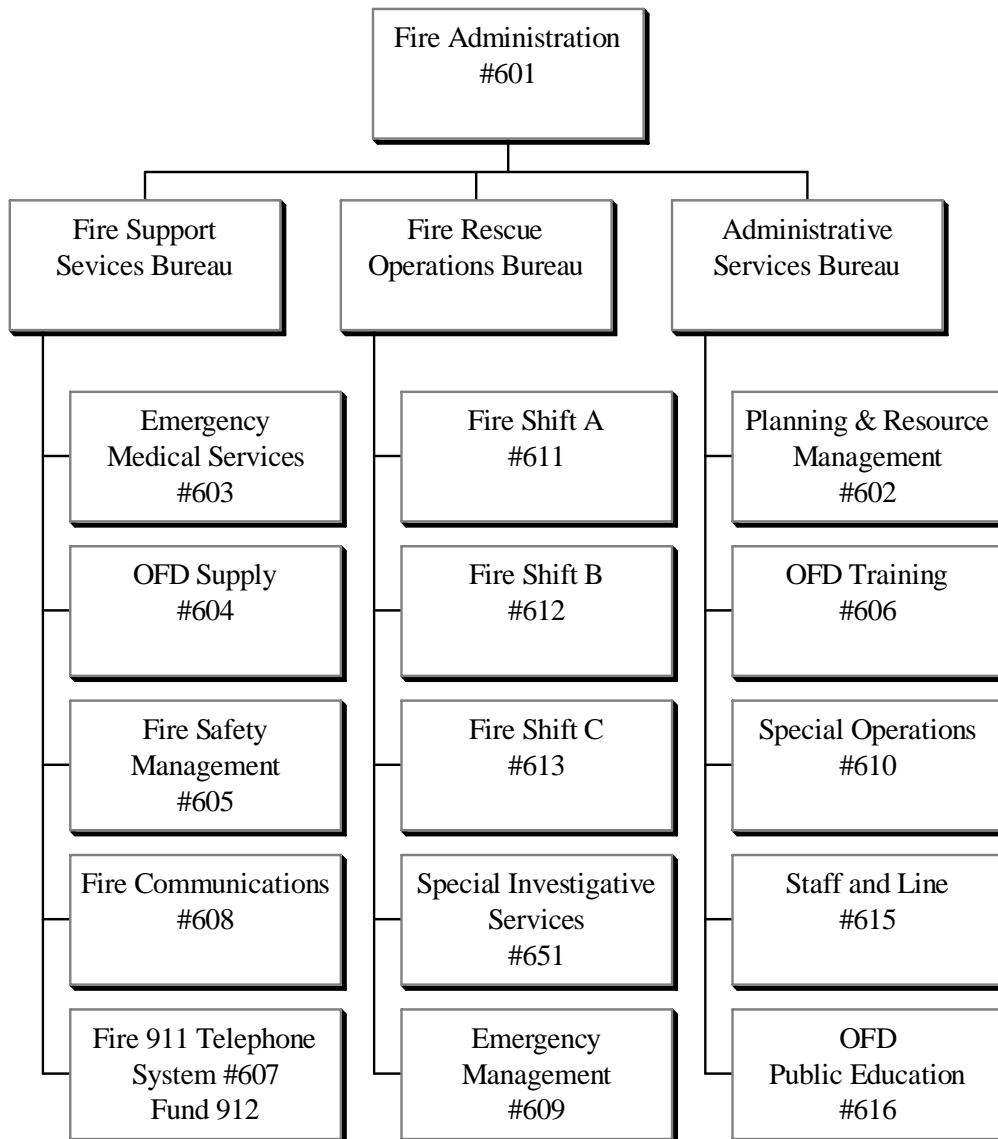 Fire Administration
#601
Fire Support
Sevices Bureau
Fire Rescue
Operations Bureau
Administrative
Services Bureau
Emergency
Medical Services
#603
OFD Supply
#604
Fire Safety
Management
#605
Fire Communications
#608
Fire 911 Telephone
System #607
Fund 912
Fire Shift A
#611
Fire Shift B
#612
Fire Shift C
#613
Special Investigative
Services
#651
Emergency
Management
#609
Planning & Resource
Management
#602
OFD Training
#606
Special Operations
#610
Staff and Line
#615
OFD
Public Education
#616